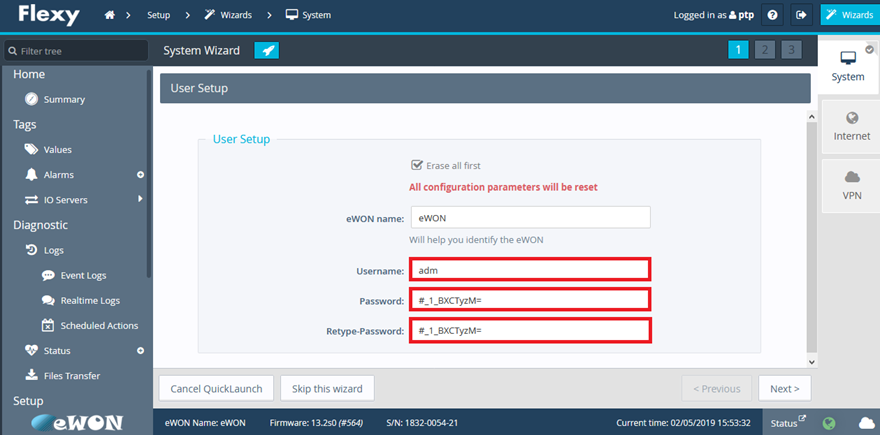 Flexy > Setup > Wizards > System Logged in as ptp ? Wizards
Filter tree
System Wizard 1 2 3
System
Home
User Setup
Summary
Tags
User Setup
Internet
Values
Erase all first
Alarms
All configuration parameters will be reset
IO Servers
VPN
eWON name: eWON
Diagnostic
Will help you identify the eWON
Logs
Username: adm
Event Logs
Password: #_1_BXCTyzM=
Realtime Logs
Retype-Password: #_1_BXCTyzM=
Scheduled Actions
Status
Files Transfer
Cancel QuickLaunch Skip this wizard < Previous Next >
Setup
eWON
eWON Name: eWON Firmware: 13.2s0 (#564) S/N: 1832-0054-21 Current time: 02/05/2019 15:53:32 Status